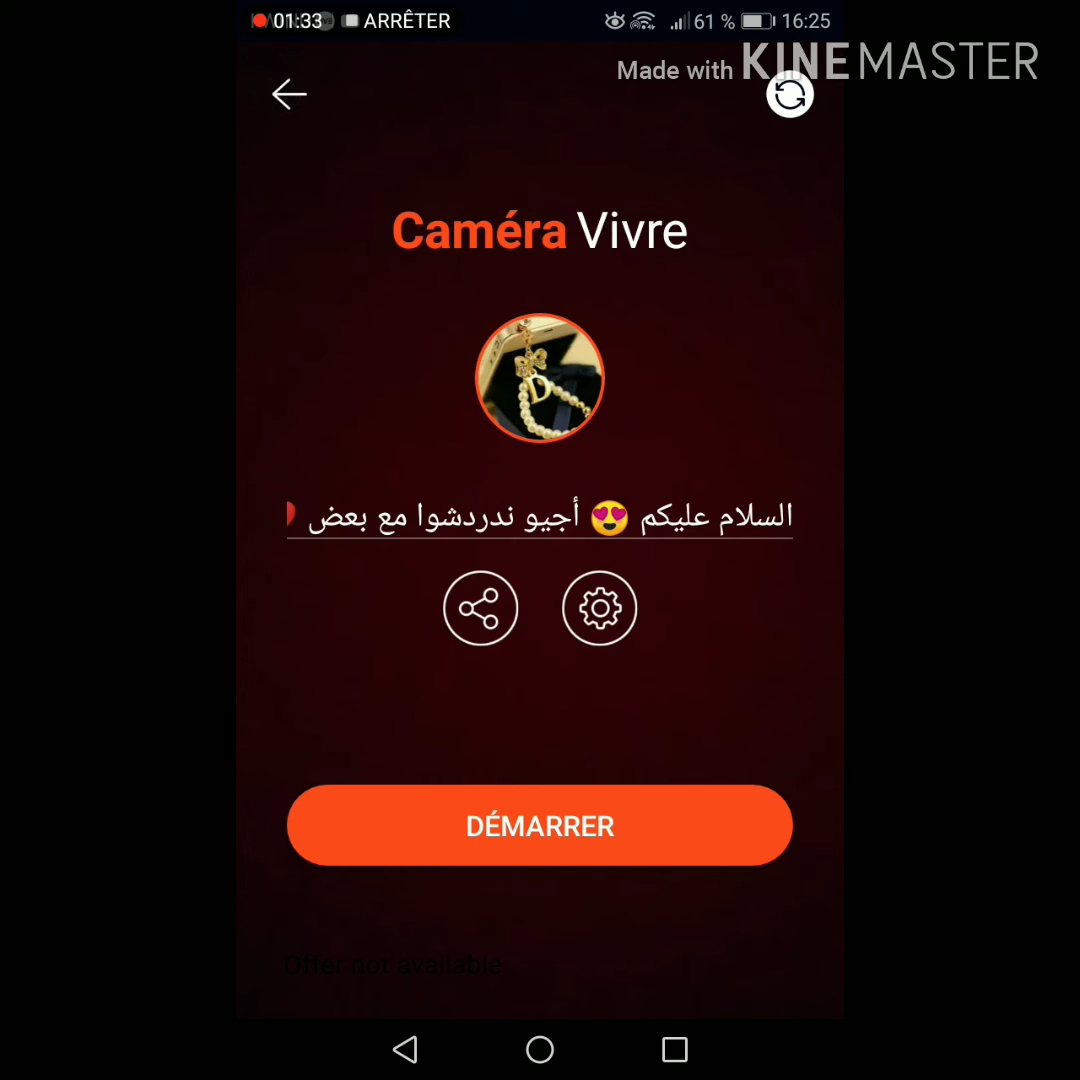 01:33 ARRÊTER 61 % 16:25
Made with KINEMASTER
Caméra Vivre
D
السلام عليكم 😍 أجيو ندردشوا مع بعض
DÉMARRER
Offer not available